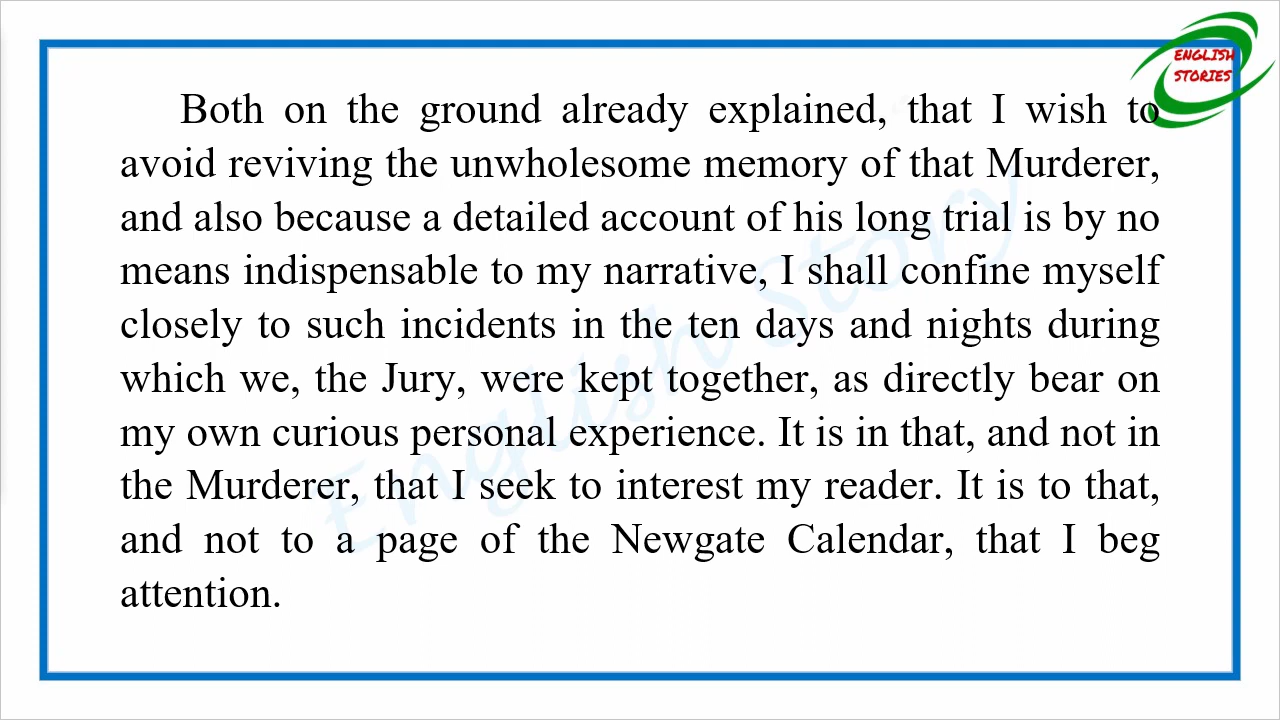 ENGLISH
STORIES
Both on the ground already explained, that I wish to
avoid reviving the unwholesome memory of that Murderer,
and also because a detailed account of his long trial is by no
means indispensable to my narrative, I shall confine myself
closely to such incidents in the ten days and nights during
which we, the Jury, were kept together, as directly bear on
my own curious personal experience. It is in that, and not in
the Murderer, that I seek to interest my reader. It is to that,
and not to a page of the Newgate Calendar, that I beg
attention.
English Story